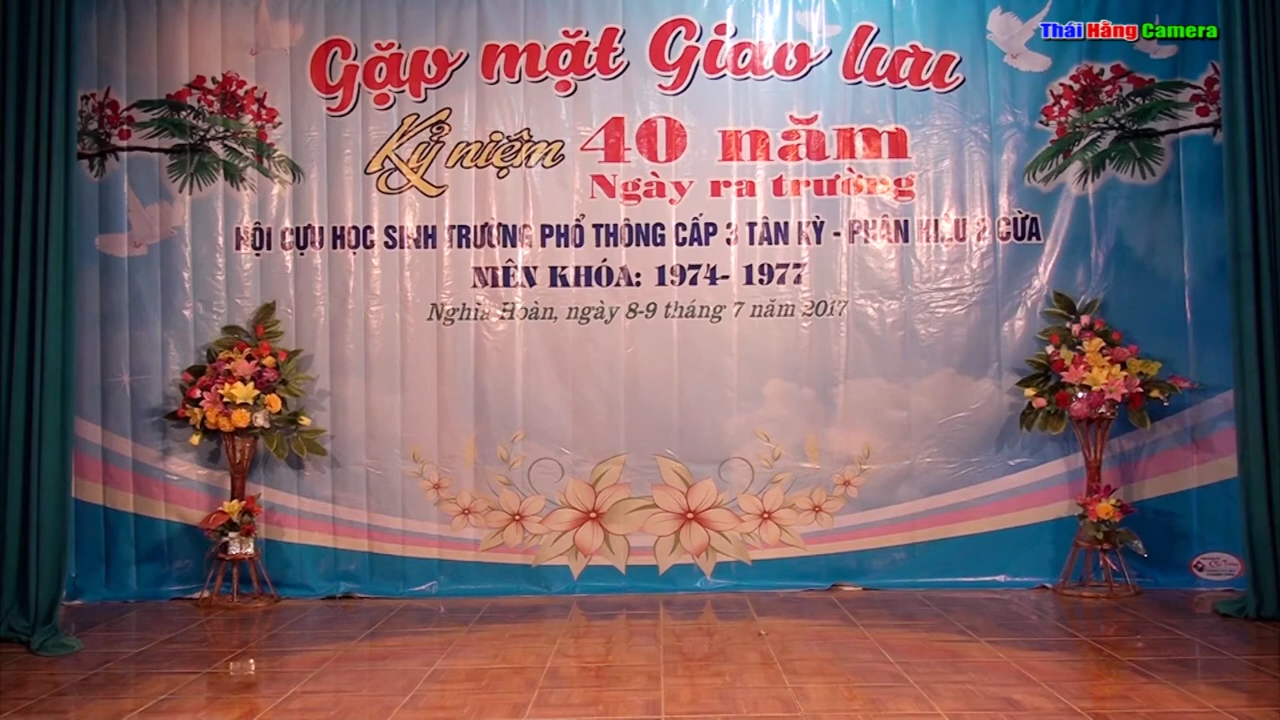 Thái Hằng Camera
Gặp mặt Giao lưu
Kỷ niệm 40 năm
Ngày ra trường
HỘI CỰU HỌC SINH TRƯỜNG PHỔ THÔNG CẤP 3 TÂN KỲ - PHÂN HIỆU 2 CỪA
NIÊN KHÓA: 1974- 1977
Nghĩa Hoàn, ngày 8-9 tháng 7 năm 2017